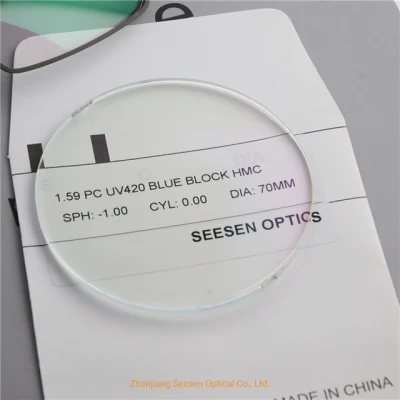 1.59 PC UV420 BLUE BLOCK HMC
SPH: -1.00 CYL: 0.00 DIA: 70MM
SEESEN OPTICS
MADE IN CHINA
Zhenjiang Seesen Optical Co., Ltd.